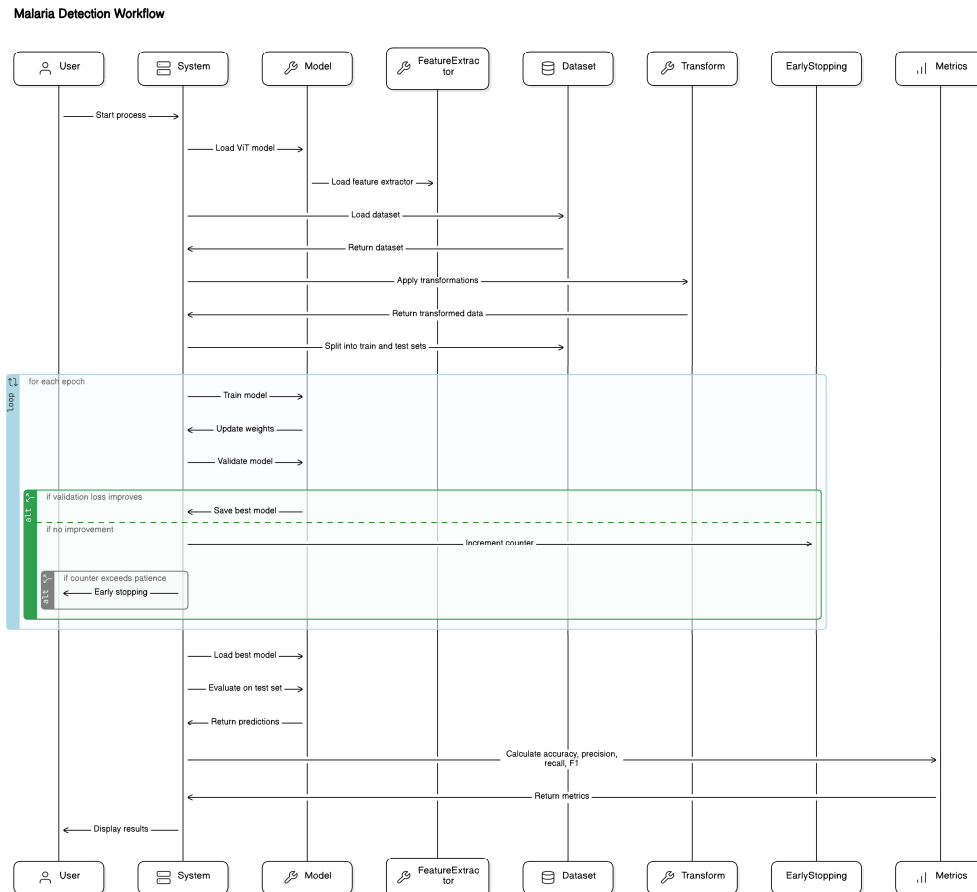 Malaria Detection Workflow
User
System
Model
FeatureExtrac
tor
Dataset
Transform
EarlyStopping
Metrics
Start process
Load ViT model
Load feature extractor
Load dataset
Return dataset
Apply transformations
Return transformed data
Split into train and test sets
loop
for each epoch
Train model
Update weights
Validate model
alt
if validation loss improves
Save best model
if no improvement
Increment counter
alt
if counter exceeds patience
Early stopping
Load best model
Evaluate on test set
Return predictions
Calculate accuracy, precision,
recall, F1
Return metrics
Display results
User
System
Model
FeatureExtrac
tor
Dataset
Transform
EarlyStopping
Metrics